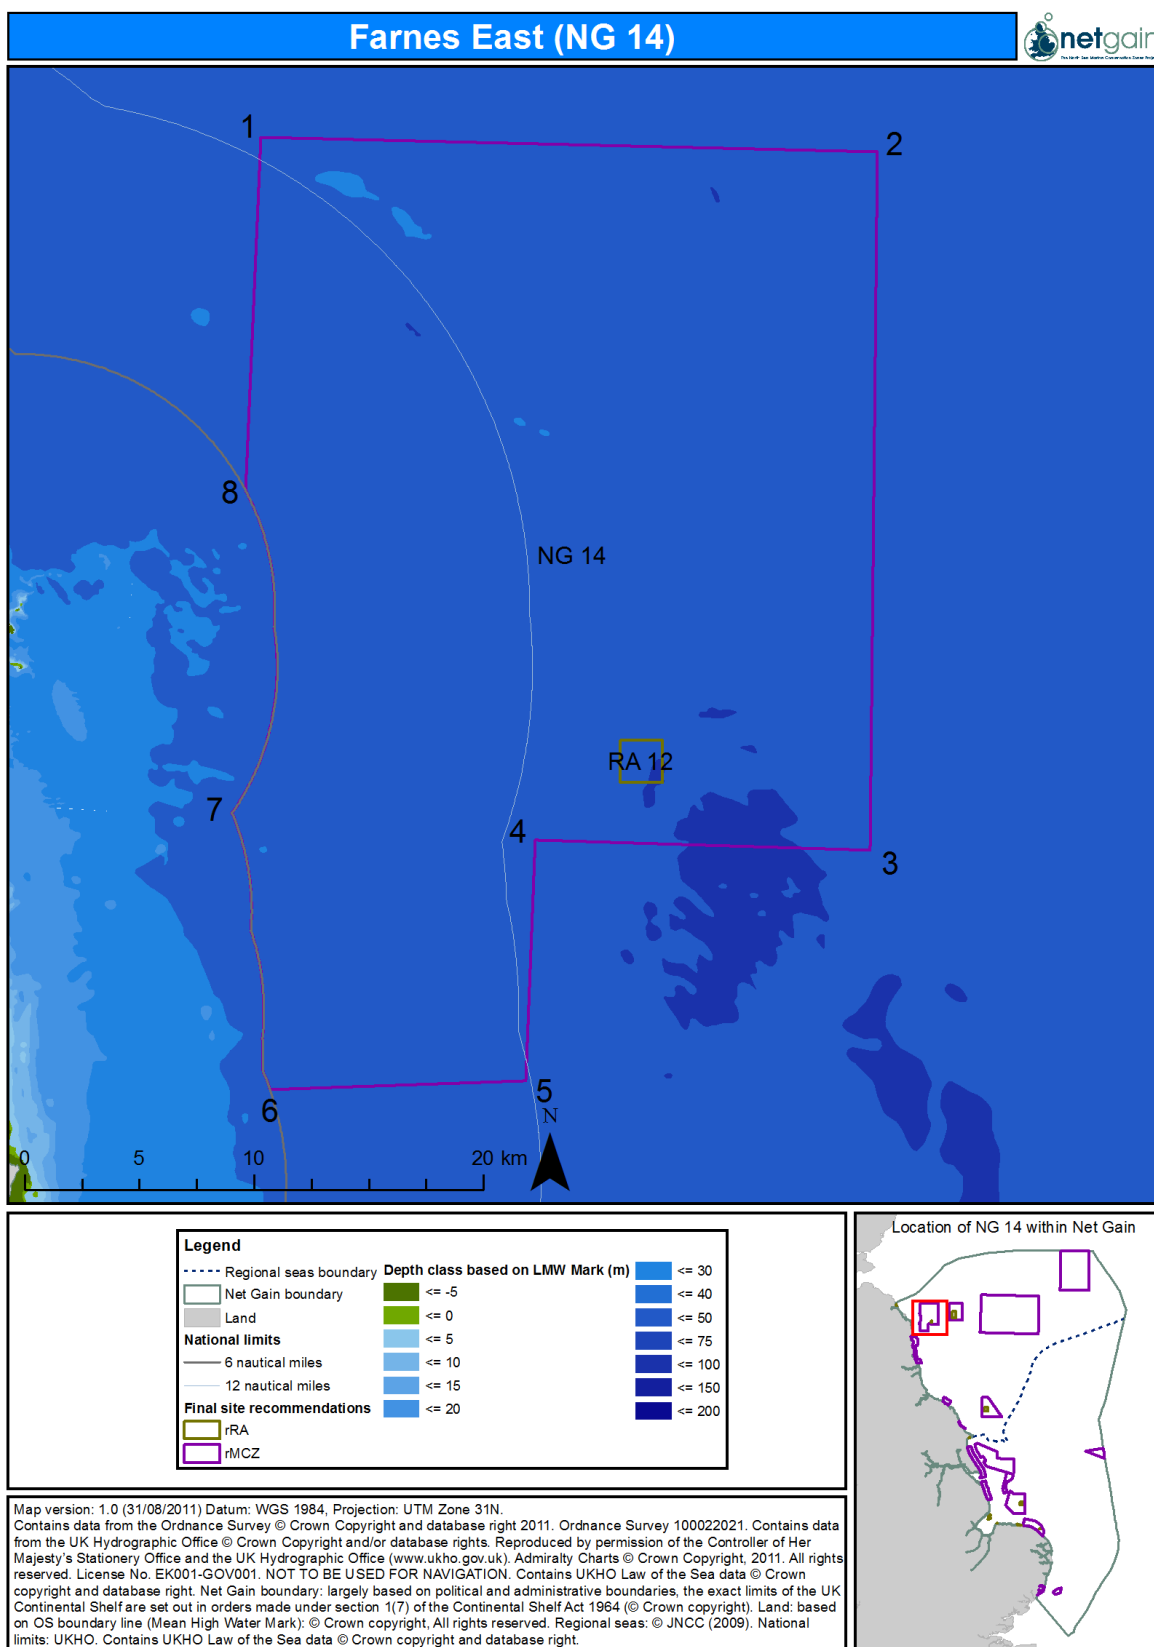 Farnes East (NG 14)
netgain
The North Sea Marine Conservation Zones Proj
1
2
8
NG 14
RA 12
7
4
3
5
6
N
0 5 10 20 km
Legend
Regional seas boundary
Net Gain boundary
Land
National limits
6 nautical miles
12 nautical miles
Final site recommendations
rRA
rMCZ
Depth class based on LMW Mark (m)
<= -5
<= 0
<= 5
<= 10
<= 15
<= 20
<= 30
<= 40
<= 50
<= 75
<= 100
<= 150
<= 200
Location of NG 14 within Net Gain
Map version: 1.0 (31/08/2011) Datum: WGS 1984, Projection: UTM Zone 31N.
Contains data from the Ordnance Survey © Crown Copyright and database right 2011. Ordnance Survey 100022021. Contains data
from the UK Hydrographic Office © Crown Copyright and/or database rights. Reproduced by permission of the Controller of Her
Majesty's Stationery Office and the UK Hydrographic Office (www.ukho.gov.uk). Admiralty Charts © Crown Copyright, 2011. All rights
reserved. License No. EK001-GOV001. NOT TO BE USED FOR NAVIGATION. Contains UKHO Law of the Sea data © Crown
copyright and database right. Net Gain boundary: largely based on political and administrative boundaries, the exact limits of the UK
Continental Shelf are set out in orders made under section 1(7) of the Continental Shelf Act 1964 (© Crown copyright). Land: based
on OS boundary line (Mean High Water Mark): © Crown copyright, All rights reserved. Regional seas: © JNCC (2009). National
limits: UKHO. Contains UKHO Law of the Sea data © Crown copyright and database right.